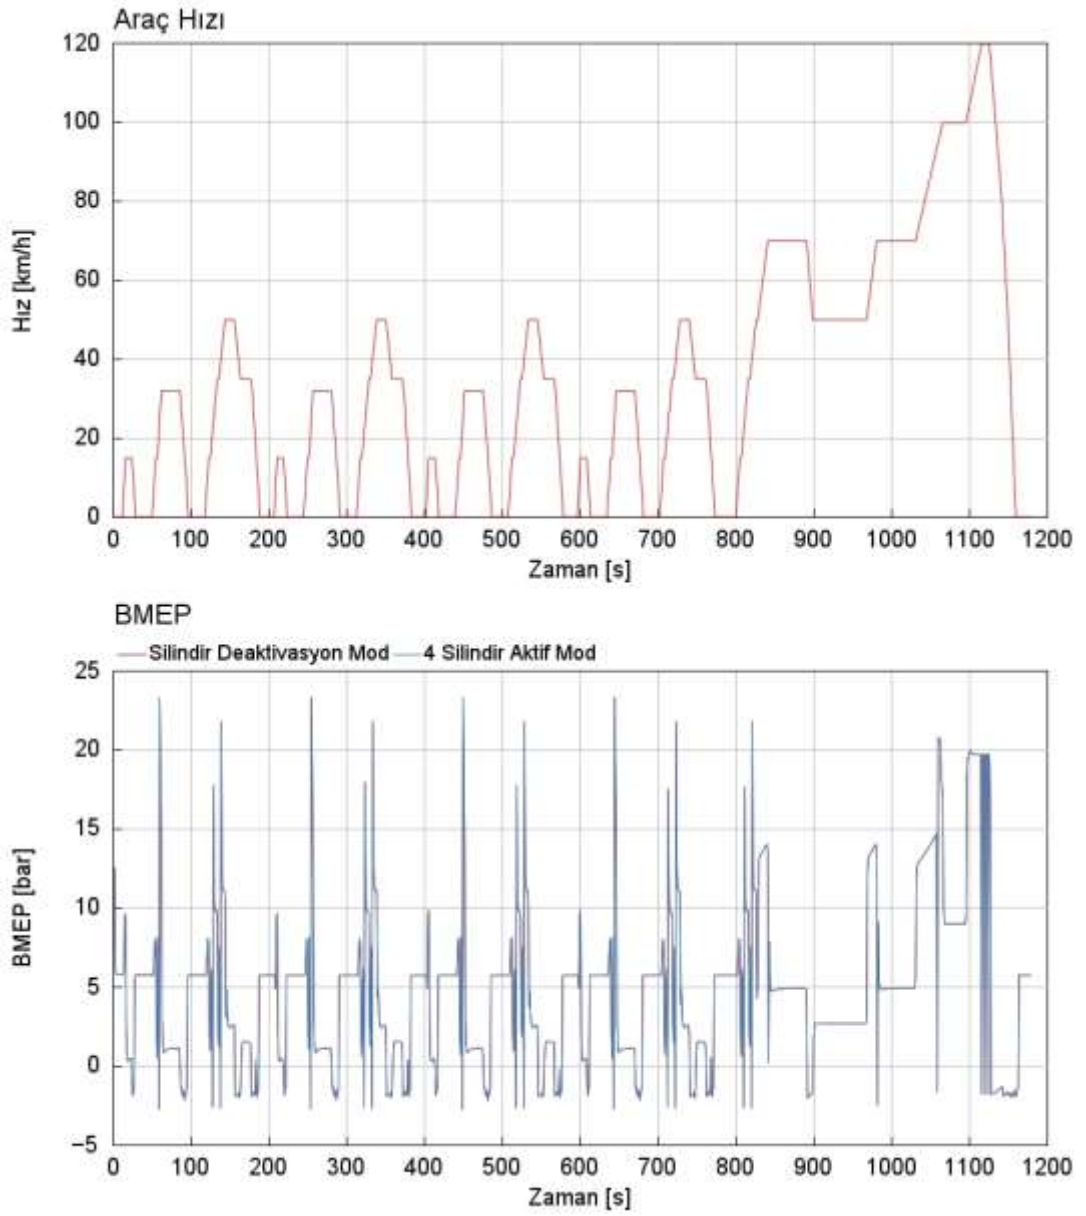 Araç Hızı
120
100
80
60
40
20
0
Hız [km/h]
0 100 200 300 400 500 600 700 800 900 1000 1100 1200
Zaman [s]
BMEP
Silindir Deaktivasyon Mod 4 Silindir Aktif Mod
25
20
15
10
5
0
−5
BMEP [bar]
0 100 200 300 400 500 600 700 800 900 1000 1100 1200
Zaman [s]